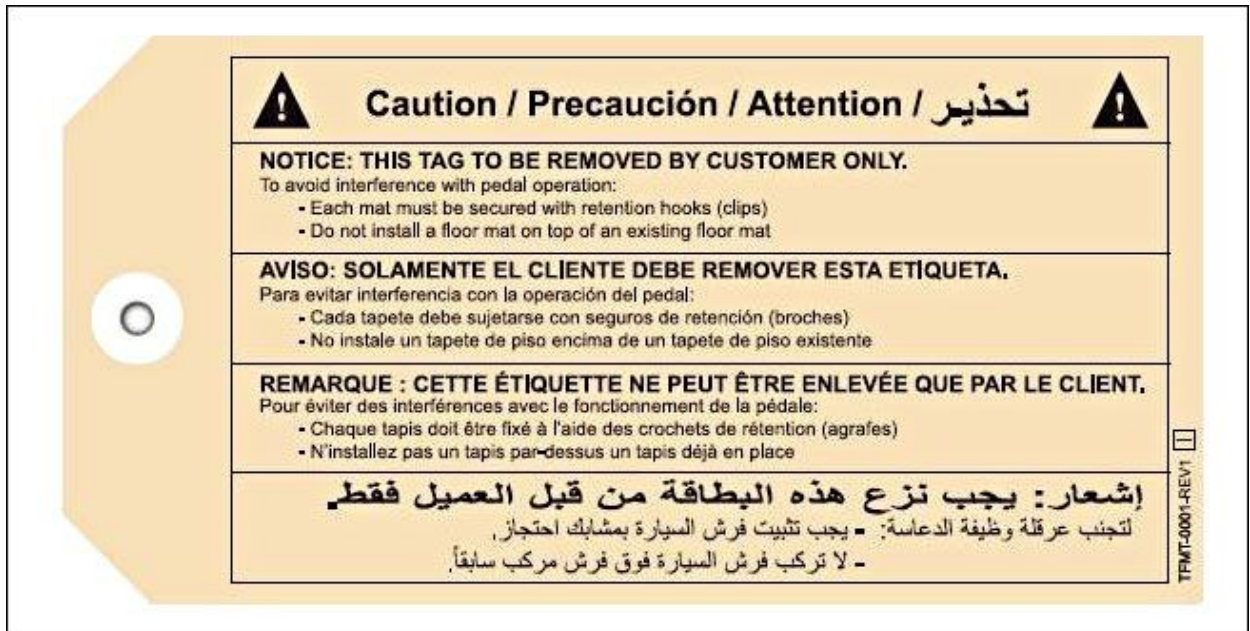 Caution / Precaución / Attention / تحذير
NOTICE: THIS TAG TO BE REMOVED BY CUSTOMER ONLY.
To avoid interference with pedal operation:
- Each mat must be secured with retention hooks (clips)
- Do not install a floor mat on top of an existing floor mat
AVISO: SOLAMENTE EL CLIENTE DEBE REMOVER ESTA ETIQUETA.
Para evitar interferencia con la operación del pedal:
- Cada tapete debe sujetarse con seguros de retención (broches)
- No instale un tapete de piso encima de un tapete de piso existente
REMARQUE : CETTE ÉTIQUETTE NE PEUT ÊTRE ENLEVÉE QUE PAR LE CLIENT.
Pour éviter des interférences avec le fonctionnement de la pédale:
- Chaque tapis doit être fixé à l'aide des crochets de rétention (agrafes)
- N'installez pas un tapis par-dessus un tapis déjà en place
إشعار: يجب نزع هذه البطاقة من قبل العميل فقط.
لتجنب عرقلة وظيفة الدعاسة: - يجب تثبيت فرش السيارة بمشابك احتجاز.
- لا تركب فرش السيارة فوق فرش مركب سابقاً.
TFMT-0001-REV1